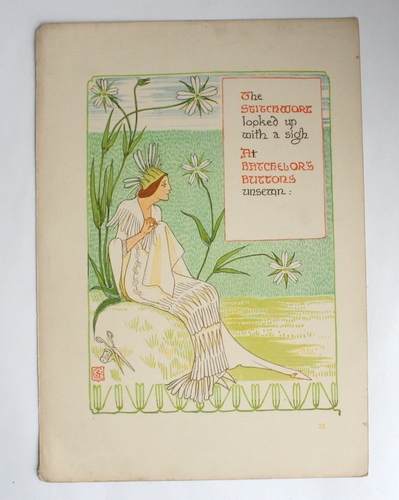 The
STITCHWORT
looked up
with a sigh
At
BATCHELOR'S
BUTTONS
unsewn: